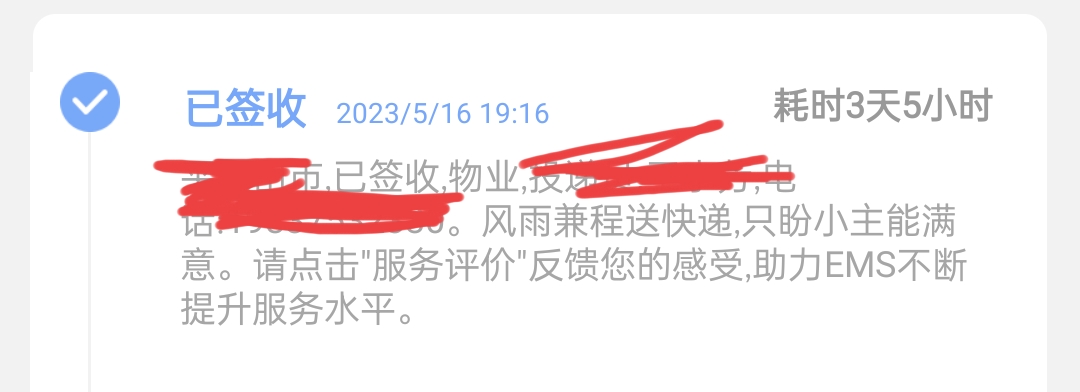 已签收 2023/5/16 19:16 耗时3天5小时
市,已签收,物业,投递 电
话 。风雨兼程送快递,只盼小主能满
意。请点击"服务评价"反馈您的感受,助力EMS不断
提升服务水平。